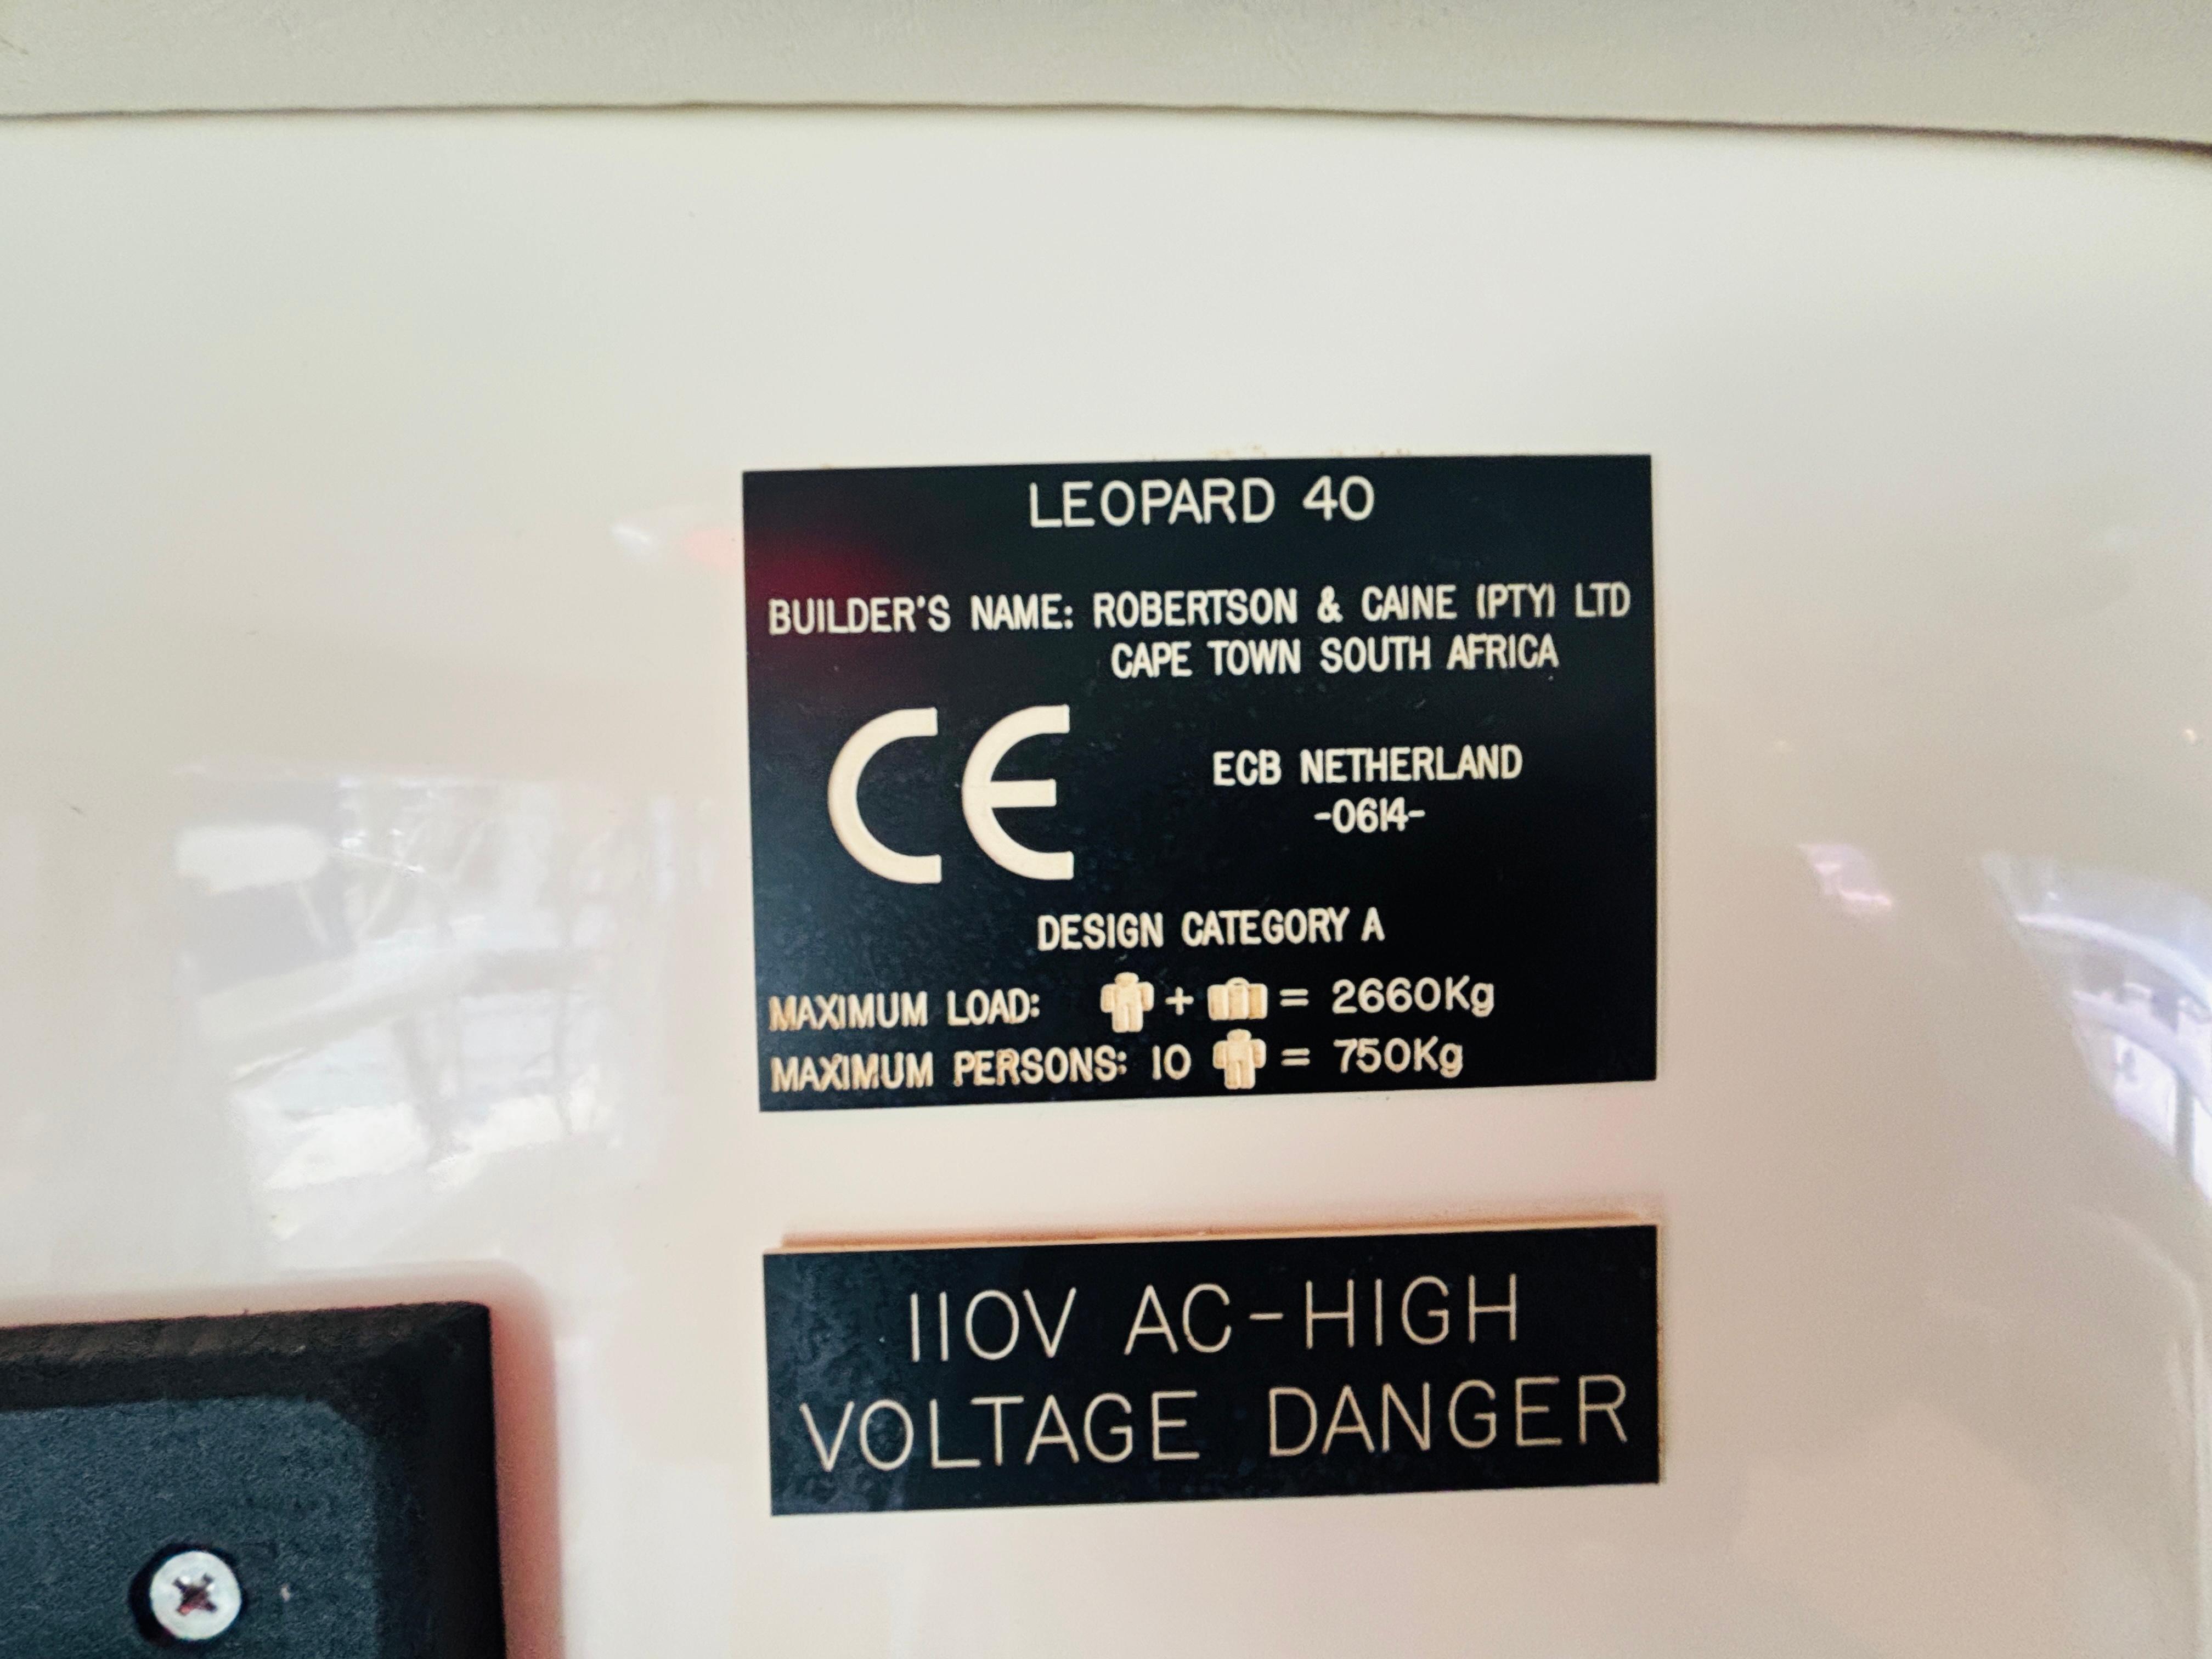 LEOPARD 40
BUILDER'S NAME: ROBERTSON & CAINE (PTY) LTD
CAPE TOWN SOUTH AFRICA
CE
ECB NETHERLAND
-0614-
DESIGN CATEGORY A
MAXIMUM LOAD: + = 2660Kg
MAXIMUM PERSONS: 10 = 750Kg
110V AC-HIGH
VOLTAGE DANGER